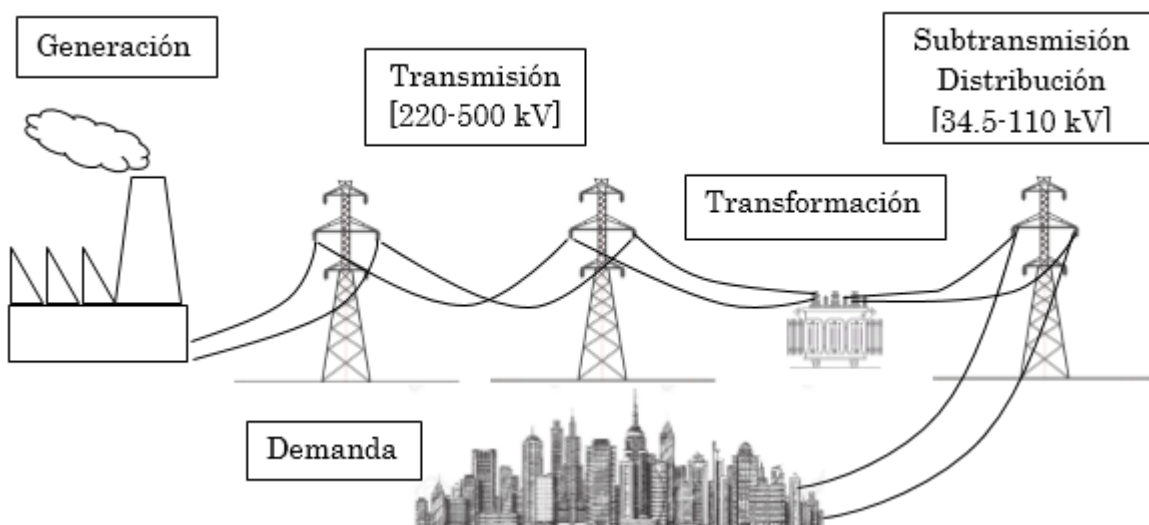 Generación
Transmisión
[220-500 kV]
Subtransmisión
Distribución
[34.5-110 kV]
Transformación
Demanda